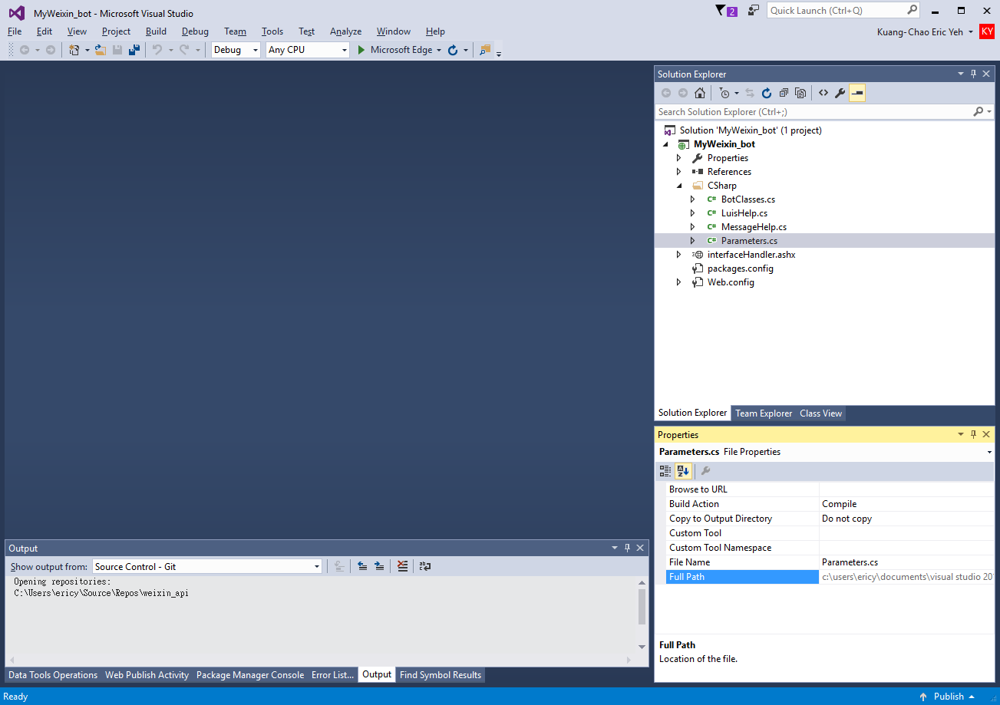 MyWeixin_bot - Microsoft Visual Studio
2
Quick Launch (Ctrl+Q)
File Edit View Project Build Debug Team Tools Test Analyze Window Help
Kuang-Chao Eric Yeh
KY
Debug
Any CPU
Microsoft Edge
Solution Explorer
Search Solution Explorer (Ctrl+;)
Solution 'MyWeixin_bot' (1 project)
MyWeixin_bot
Properties
References
CSharp
C# BotClasses.cs
C# LuisHelp.cs
C# MessageHelp.cs
C# Parameters.cs
interfaceHandler.ashx
packages.config
Web.config
Solution Explorer Team Explorer Class View
Properties
Parameters.cs File Properties
Browse to URL
Build Action Compile
Copy to Output Directory Do not copy
Custom Tool
Custom Tool Namespace
File Name Parameters.cs
Full Path c:\users\ericy\documents\visual studio 20
Full Path
Location of the file.
Output
Show output from: Source Control - Git
Opening repositories:
C:\Users\ericy\Source\Repos\weixin_api
Data Tools Operations Web Publish Activity Package Manager Console Error List... Output Find Symbol Results
Ready
Publish